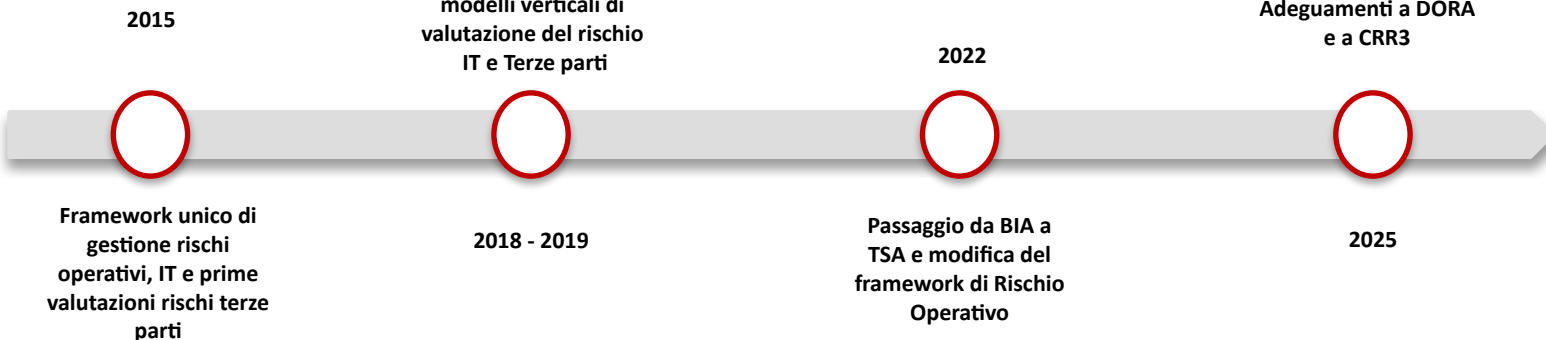 2015
Framework unico di
gestione rischi
operativi, IT e prime
valutazioni rischi terze
parti
modelli verticali di
valutazione del rischio
IT e Terze parti
2018 - 2019
2022
Passaggio da BIA a
TSA e modifica del
framework di Rischio
Operativo
Adeguamenti a DORA
e a CRR3
2025